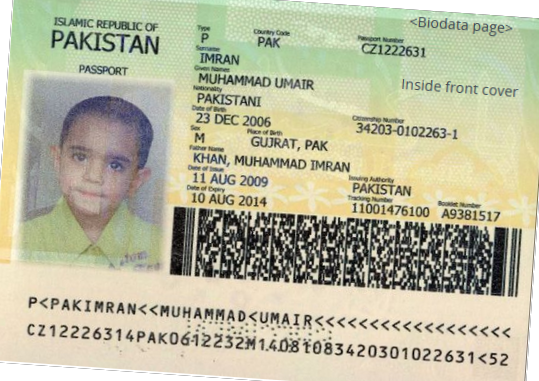 <Biodata page>
ISLAMIC REPUBLIC OF
PAKISTAN
PASSPORT
Type Country Code Passport Number
P PAK CZ1222631
Surname
IMRAN
Given Names
MUHAMMAD UMAIR
Inside front cover
Nationality
PAKISTANI
Date of Birth Citizenship Number
23 DEC 2006 34203-0102263-1
Sex Place of Birth
M GUJRAT, PAK
Father Name
KHAN, MUHAMMAD IMRAN
Date of Issue Issuing Authority
11 AUG 2009 PAKISTAN
Date of Expiry Tracking Number Booklet Number
10 AUG 2014 11001476100 A9381517
P<PAKIMRAN<<MUHAMMAD<UMAIR<<<<<<<<<<<<<<<<<<
CZ12226314PAK0612232M14081083420301022631<52